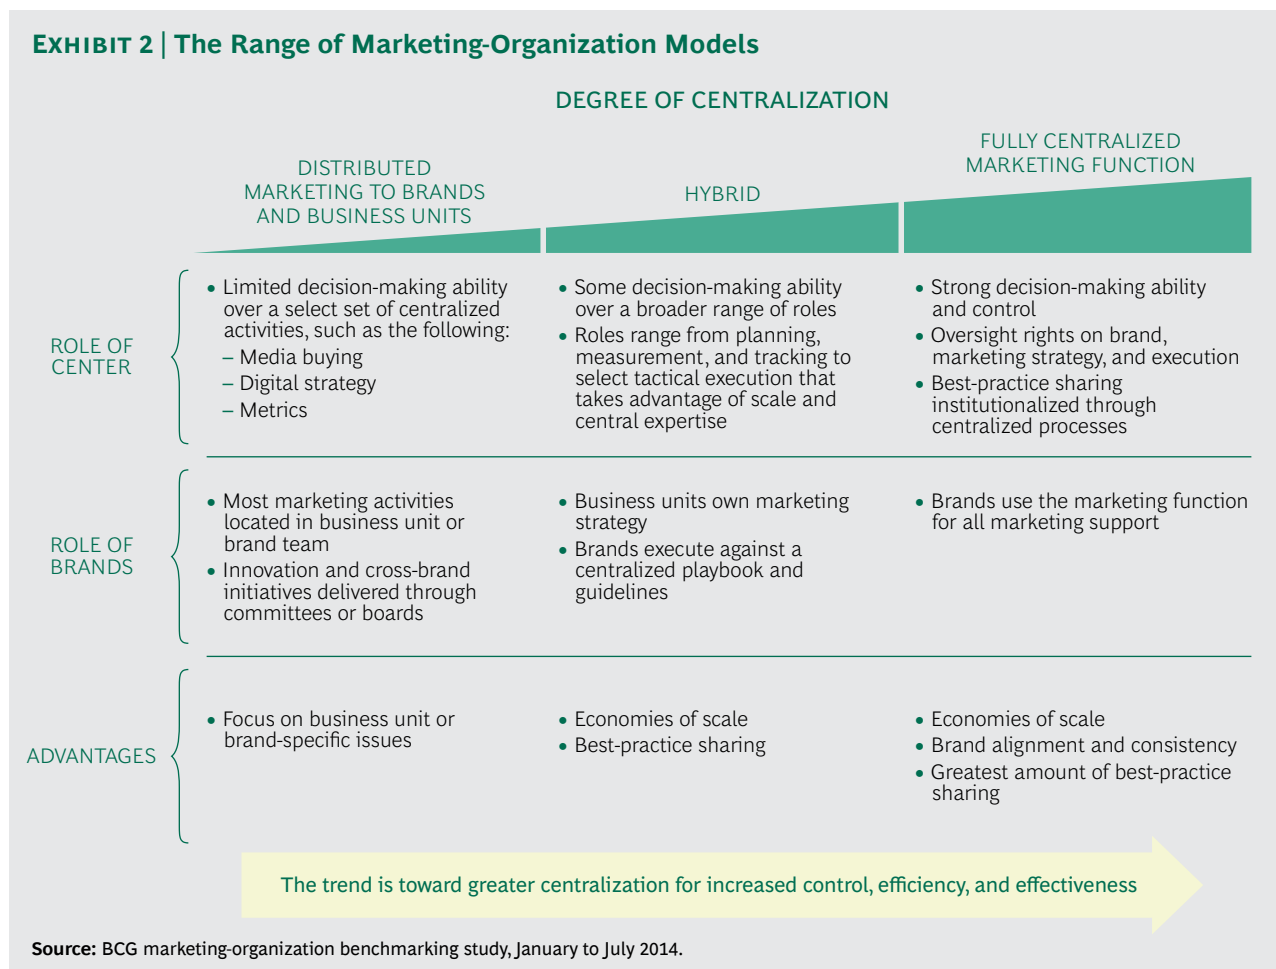 EXHIBIT 2 | The Range of Marketing-Organization Models
DEGREE OF CENTRALIZATION
DISTRIBUTED
MARKETING TO BRANDS
AND BUSINESS UNITS
HYBRID
FULLY CENTRALIZED
MARKETING FUNCTION
ROLE OF
CENTER
• Limited decision-making ability
over a select set of centralized
activities, such as the following:
– Media buying
– Digital strategy
– Metrics
• Some decision-making ability
over a broader range of roles
• Roles range from planning,
measurement, and tracking to
select tactical execution that
takes advantage of scale and
central expertise
• Strong decision-making ability
and control
• Oversight rights on brand,
marketing strategy, and execution
• Best-practice sharing
institutionalized through
centralized processes
ROLE OF
BRANDS
• Most marketing activities
located in business unit or
brand team
• Innovation and cross-brand
initiatives delivered through
committees or boards
• Business units own marketing
strategy
• Brands execute against a
centralized playbook and
guidelines
• Brands use the marketing function
for all marketing support
ADVANTAGES
• Focus on business unit or
brand-specific issues
• Economies of scale
• Best-practice sharing
• Economies of scale
• Brand alignment and consistency
• Greatest amount of best-practice
sharing
The trend is toward greater centralization for increased control, efficiency, and effectiveness
Source: BCG marketing-organization benchmarking study, January to July 2014.